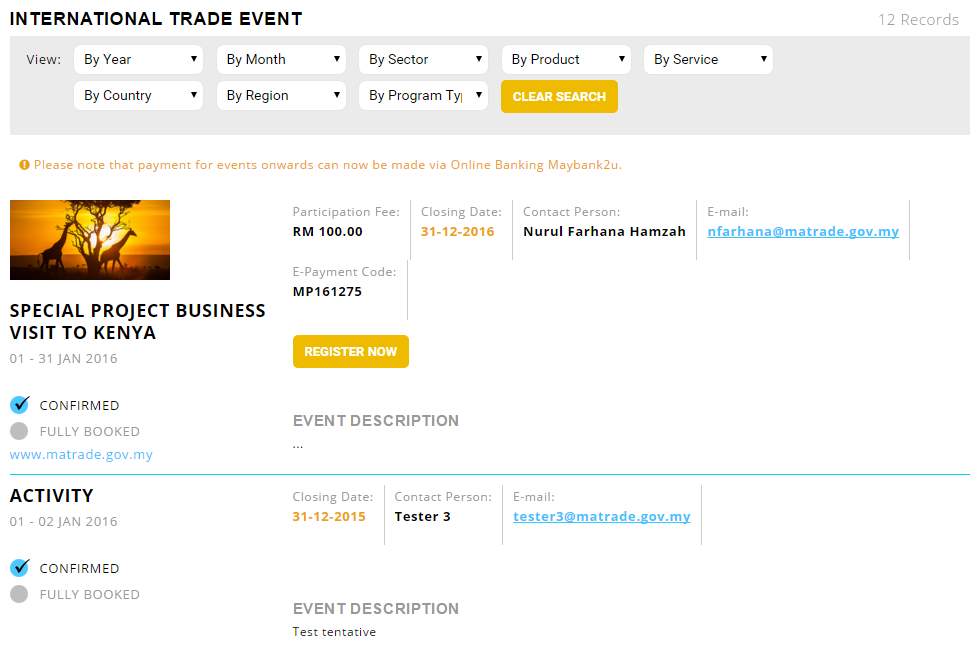 INTERNATIONAL TRADE EVENT
12 Records
View: By Year By Month By Sector By Product By Service
By Country By Region By Program Ty CLEAR SEARCH
Please note that payment for events onwards can now be made via Online Banking Maybank2u.
Participation Fee: Closing Date: Contact Person: E-mail:
RM 100.00 31-12-2016 Nurul Farhana Hamzah nfarhana@matrade.gov.my
E-Payment Code:
MP161275
SPECIAL PROJECT BUSINESS
VISIT TO KENYA
01 - 31 JAN 2016
REGISTER NOW
CONFIRMED
FULLY BOOKED
www.matrade.gov.my
EVENT DESCRIPTION
...
ACTIVITY
01 - 02 JAN 2016
Closing Date: Contact Person: E-mail:
31-12-2015 Tester 3 tester3@matrade.gov.my
CONFIRMED
FULLY BOOKED
EVENT DESCRIPTION
Test tentative